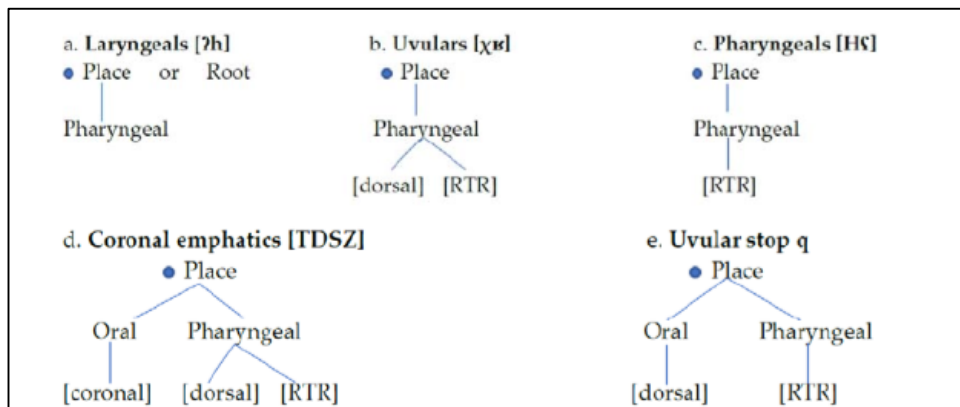 a. Laryngeals [ʔh]
b. Uvulars [χʁ]
c. Pharyngeals [Hʕ]
Place or Root
Place
Place
Pharyngeal
Pharyngeal
Pharyngeal
[dorsal] [RTR]
[RTR]
d. Coronal emphatics [TDSZ]
e. Uvular stop q
Place
Place
Oral Pharyngeal
Oral Pharyngeal
[coronal] [dorsal] [RTR]
[dorsal] [RTR]